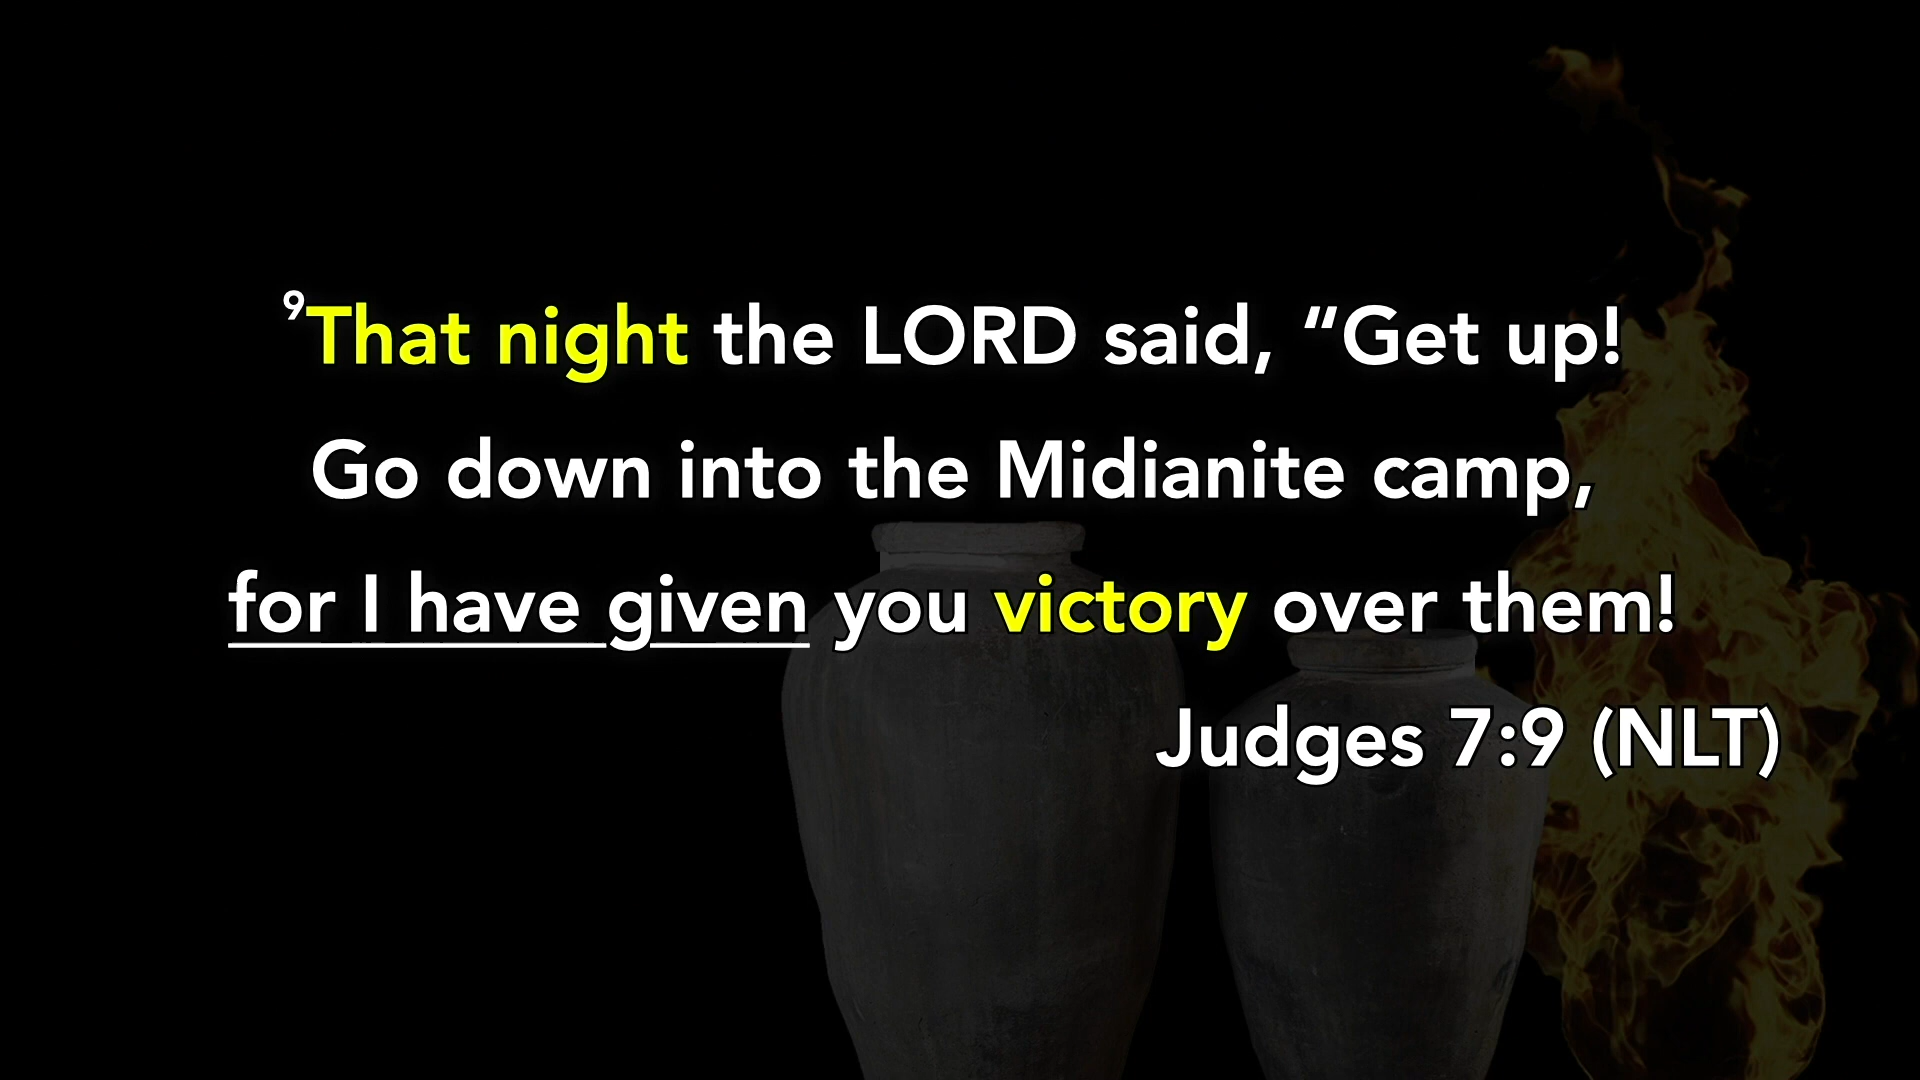 ⁹That night the LORD said, “Get up!
Go down into the Midianite camp,
for I have given you victory over them!
Judges 7:9 (NLT)